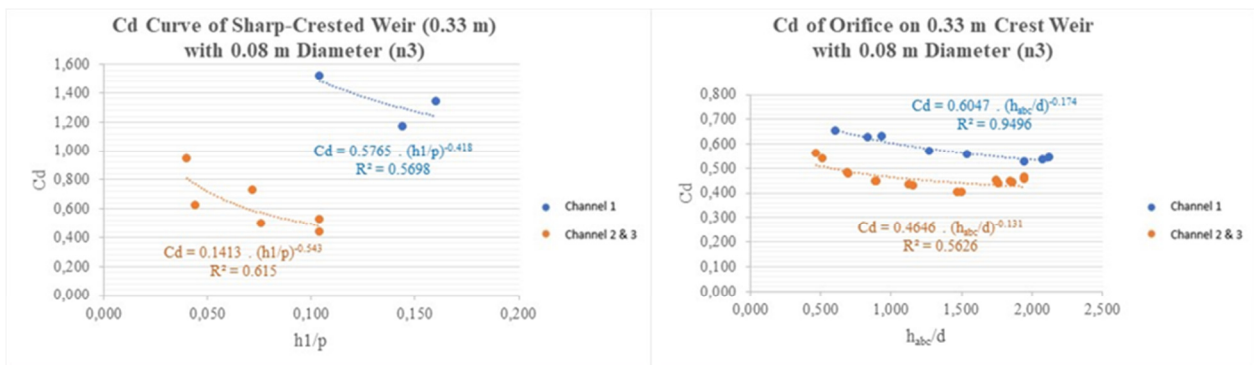 Cd Curve of Sharp-Crested Weir (0.33 m)
with 0.08 m Diameter (n3)
1,600
1,400
1,200
1,000
0,800
0,600
0,400
0,200
0,000
Cd
Cd = 0.5765 . (h1/p)^-0.418
R² = 0.5698
Cd = 0.1413 . (h1/p)^-0.543
R² = 0.615
0,000
0,050
0,100
0,150
0,200
h1/p
Channel 1
Channel 2 & 3
Cd of Orifice on 0.33 m Crest Weir
with 0.08 m Diameter (n3)
0,800
0,700
0,600
0,500
0,400
0,300
0,200
0,100
0,000
Cd
Cd = 0.6047 . (habc/d)^-0.174
R² = 0.9496
Cd = 0.4646 . (habc/d)^-0.131
R² = 0.5626
0,000
0,500
1,000
1,500
2,000
2,500
habc/d
Channel 1
Channel 2 & 3